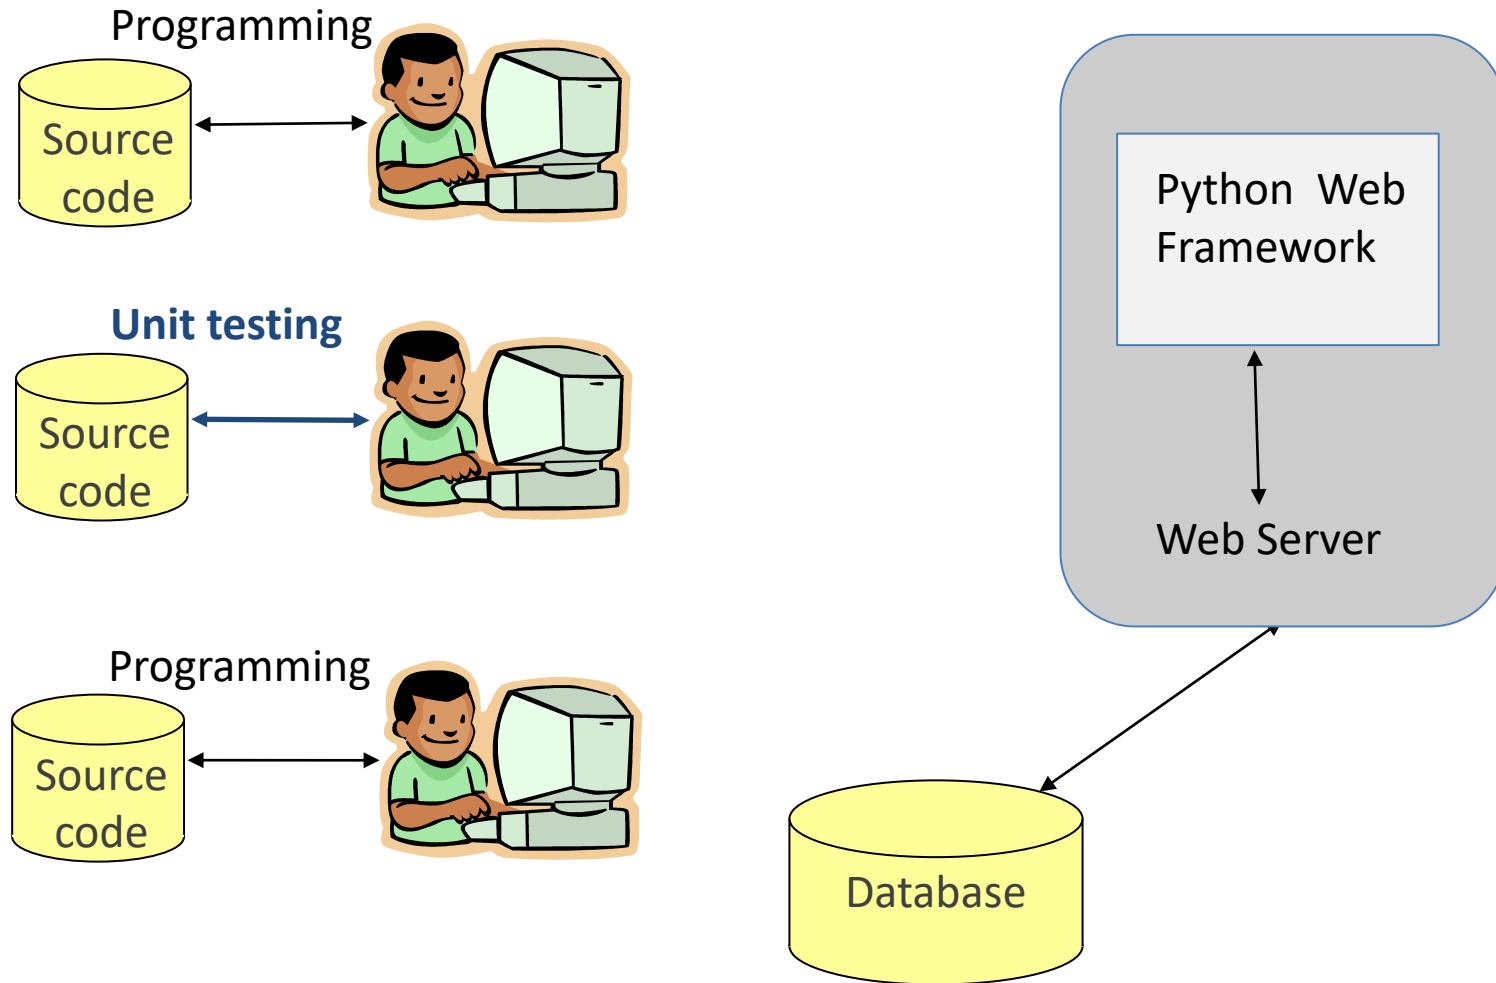 Programming
Source
code
Unit testing
Source
code
Programming
Source
code
Python Web
Framework
Web Server
Database